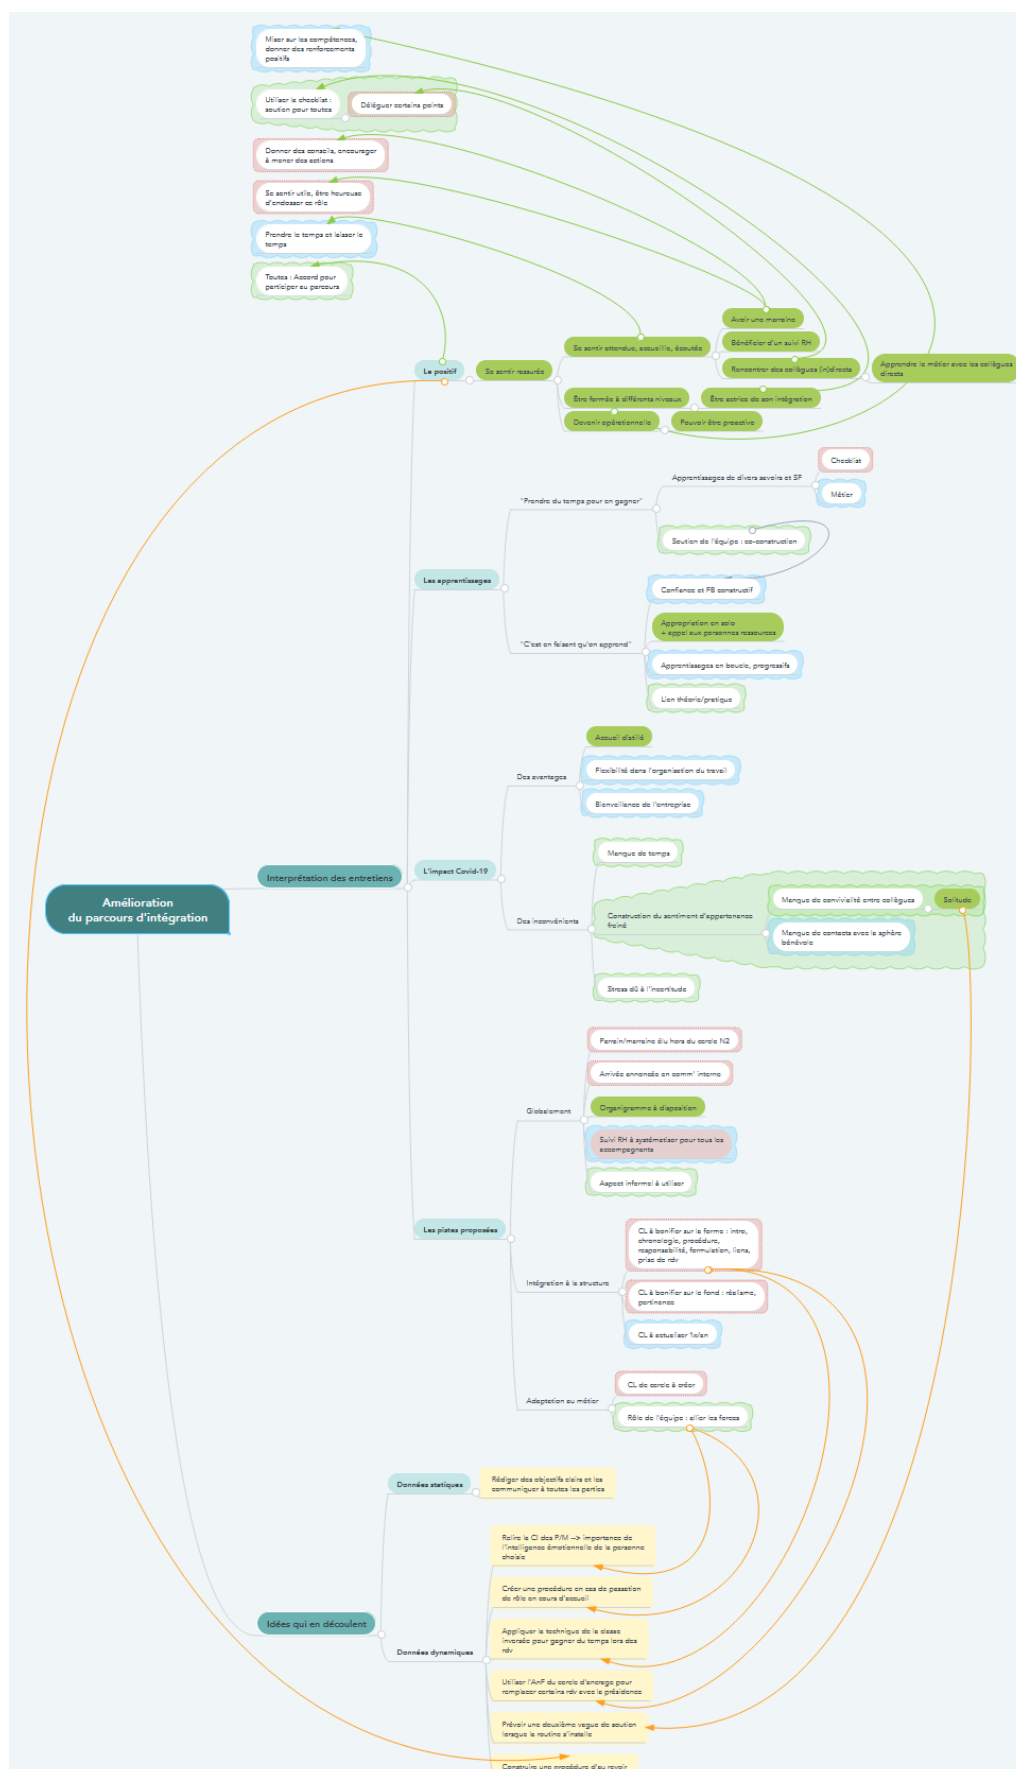 Miser sur les compétences,
donner des renforcements
positifs
Utiliser la checklist :
soutien pour toutes
Déléguer certains points
Donner des conseils, encourager
à mener des actions
Se sentir utile, être heureuse
d'endosser ce rôle
Prendre le temps et laisser le
temps
Toutes : Accord pour
participer au parcours
Le positif
Se sentir rassurée
Se sentir attendue, accueillie, écoutée
Avoir une marraine
Bénéficier d'un suivi RH
Rencontrer des collègues (in)directs
Apprendre le métier avec les collègues
directs
Être formée à différents niveaux
Être actrice de son intégration
Devenir opérationnelle
Pouvoir être proactive
Les apprentissages
"Prendre du temps pour en gagner"
Apprentissages de divers savoirs et SF
Checklist
Métier
Soutien de l'équipe : co-construction
"C'est en faisant qu'on apprend"
Confiance et FB constructif
Appropriation en solo
+ appel aux personnes ressources
Apprentissages en boucle, progressifs
Lien théorie/pratique
L'impact Covid-19
Des avantages
Accueil distillé
Flexibilité dans l'organisation du travail
Bienveillance de l'entreprise
Des inconvénients
Manque de temps
Construction du sentiment d'appartenance
freiné
Manque de convivialité entre collègues
Solitude
Manque de contacts avec la sphère
bénévole
Stress dû à l'incertitude
Interprétation des entretiens
Amélioration
du parcours d'intégration
Les pistes proposées
Globalement
Parrain/marraine élu hors du cercle N2
Arrivée annoncée en comm' interne
Organigramme à disposition
Suivi RH à systématiser pour tous les
accompagnants
Aspect informel à utiliser
Intégration à la structure
CL à bonifier sur la forme : intro,
chronologie, procédure,
responsabilité, formulation, liens,
prise de rdv
CL à bonifier sur le fond : réalisme,
pertinence
CL à actualiser 1x/an
Adaptation au métier
CL de cercle à créer
Rôle de l'équipe : allier les forces
Idées qui en découlent
Données statiques
Rédiger des objectifs clairs et les
communiquer à toutes les parties
Données dynamiques
Relire le CI des P/M --> importance de
l'intelligence émotionnelle de la personne
choisie
Créer une procédure en cas de passation
de rôle en cours d'accueil
Appliquer la technique de la classe
inversée pour gagner du temps lors des
rdv
Utiliser l'AnF du cercle d'ancrage pour
remplacer certains rdv avec la présidence
Prévoir une deuxième vague de soutien
lorsque la routine s'installe
Construire une procédure d'au revoir